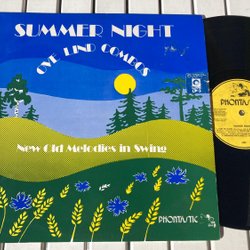 SUMMER NIGHT
OVE LIND COMBOS
New Old Melodies in Swing
PHONTASTIC
PHONTASTIC